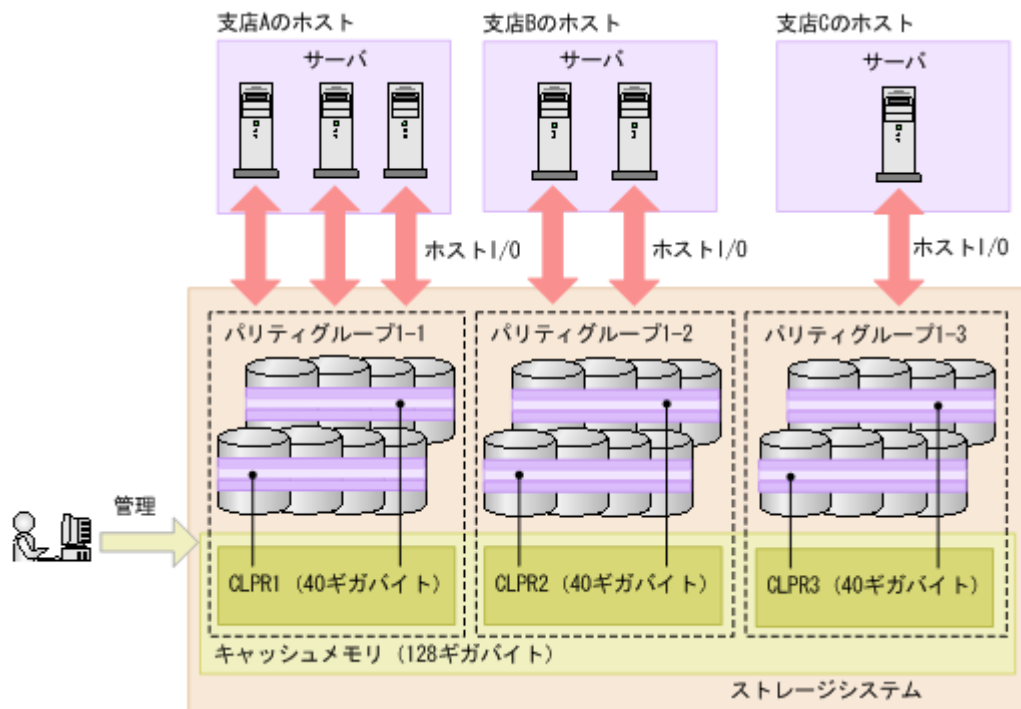 支店Aのホスト
支店Bのホスト
支店Cのホスト
サーバ
サーバ
サーバ
ホストI/O
ホストI/O
ホストI/O
パリティグループ1-1
パリティグループ1-2
パリティグループ1-3
管理
CLPR1（40ギガバイト）
CLPR2（40ギガバイト）
CLPR3（40ギガバイト）
キャッシュメモリ（128ギガバイト）
ストレージシステム